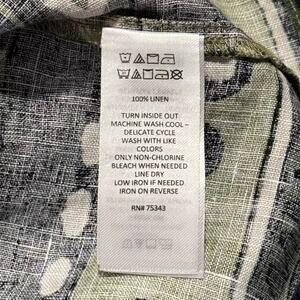 100% LINEN
TURN INSIDE OUT
MACHINE WASH COOL –
DELICATE CYCLE
WASH WITH LIKE
COLORS
ONLY NON-CHLORINE
BLEACH WHEN NEEDED
LINE DRY
LOW IRON IF NEEDED
IRON ON REVERSE
RN# 75343